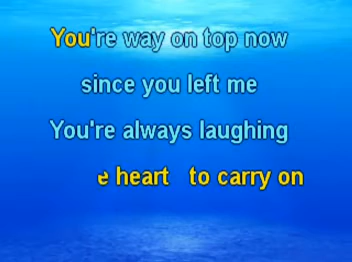 You're way on top now
since you left me
You're always laughing
e heart to carry on